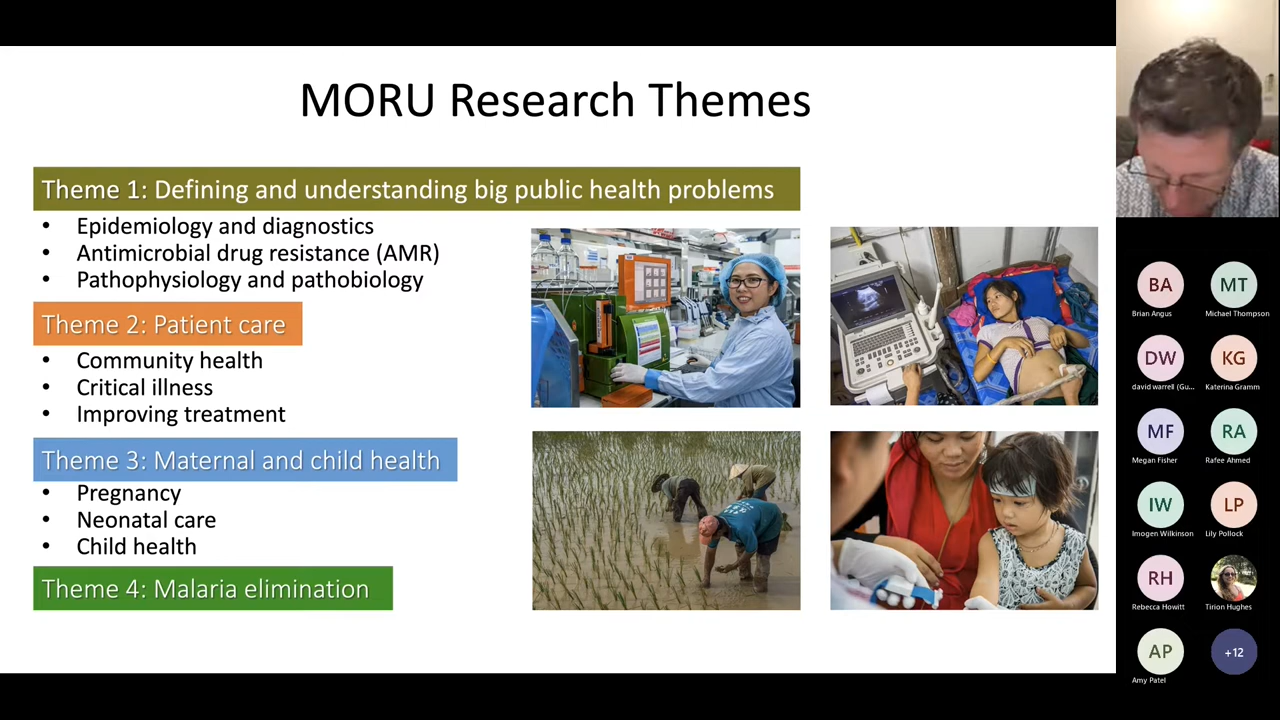 MORU Research Themes
Theme 1: Defining and understanding big public health problems
• Epidemiology and diagnostics
• Antimicrobial drug resistance (AMR)
• Pathophysiology and pathobiology
Theme 2: Patient care
• Community health
• Critical illness
• Improving treatment
Theme 3: Maternal and child health
• Pregnancy
• Neonatal care
• Child health
Theme 4: Malaria elimination
BA
Brian Angus
MT
Michael Thompson
DW
david warrell (Gu...
KG
Katerina Gramm
MF
Megan Fisher
RA
Rafee Ahmed
IW
Imogen Wilkinson
LP
Lily Pollock
RH
Rebecca Howitt
Tirion Hughes
AP
Amy Patel
+12